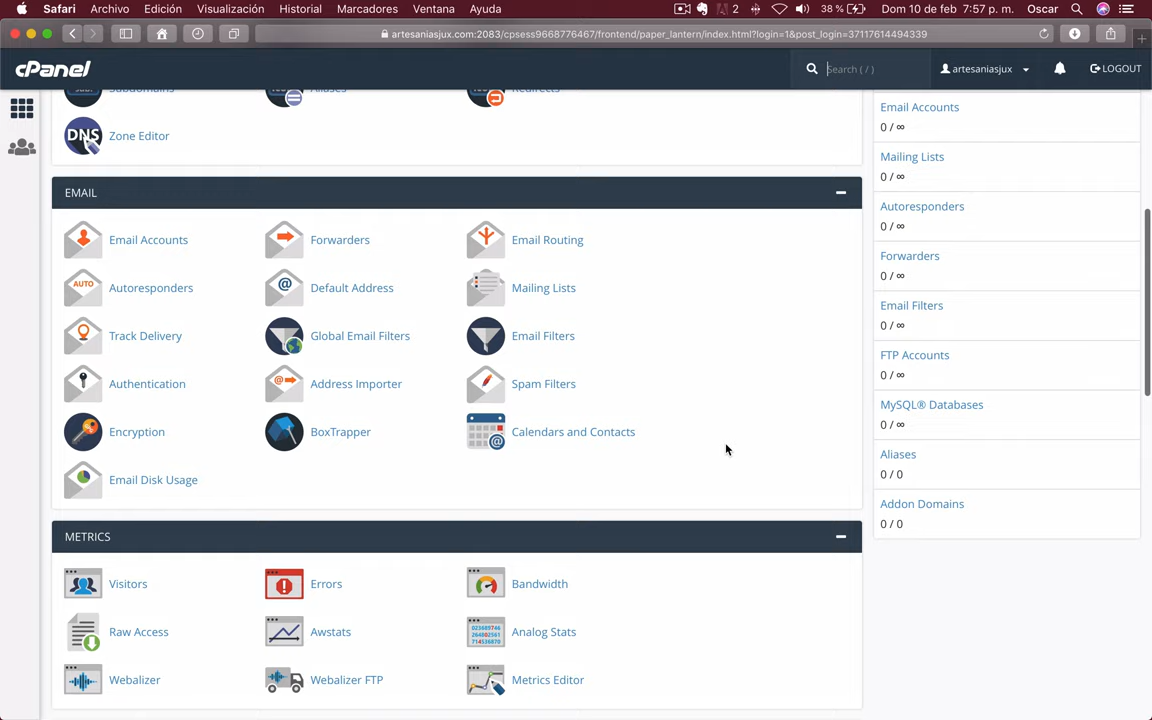 Safari Archivo Edición Visualización Historial Marcadores Ventana Ayuda 2 38 % Dom 10 de feb 7:57 p. m. Oscar
artesaniasjux.com:2083/cpsess9668776467/frontend/paper_lantern/index.html?login=1&post_login=37117614494339
cPanel Search ( / ) artesaniasjux LOGOUT
Subdomains Aliases Redirects
DNS Zone Editor
EMAIL
Email Accounts Forwarders Email Routing
AUTO Autoresponders @ Default Address Mailing Lists
Track Delivery Global Email Filters Email Filters
Authentication @ Address Importer Spam Filters
Encryption BoxTrapper @ Calendars and Contacts
Email Disk Usage
METRICS
Visitors Errors Bandwidth
Raw Access Awstats Analog Stats
Webalizer Webalizer FTP Metrics Editor
Email Accounts
0 / ∞
Mailing Lists
0 / ∞
Autoresponders
0 / ∞
Forwarders
0 / ∞
Email Filters
0 / ∞
FTP Accounts
0 / ∞
MySQL® Databases
0 / ∞
Aliases
0 / 0
Addon Domains
0 / 0